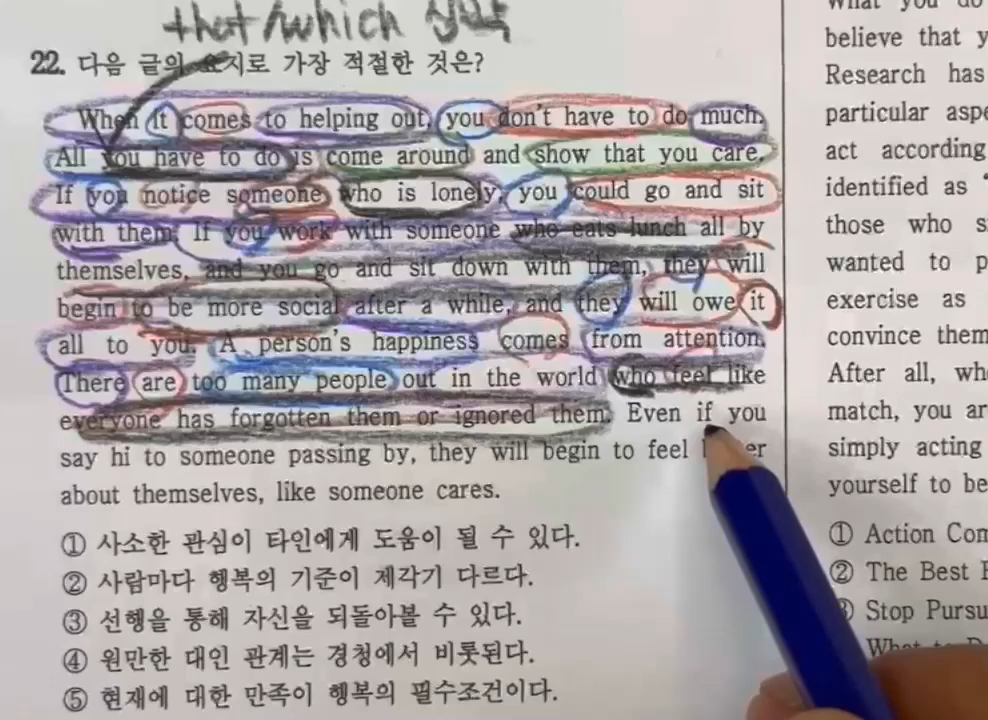 that/which 생략
22. 다음 글의 요지로 가장 적절한 것은?
When it comes to helping out, you don't have to do much.
All you have to do is come around and show that you care.
If you notice someone who is lonely, you could go and sit
with them. If you work with someone who eats lunch all by
themselves, and you go and sit down with them, they will
begin to be more social after a while, and they will owe it
all to you. A person's happiness comes from attention.
There are too many people out in the world who feel like
everyone has forgotten them or ignored them. Even if you
say hi to someone passing by, they will begin to feel
about themselves, like someone cares.
① 사소한 관심이 타인에게 도움이 될 수 있다.
② 사람마다 행복의 기준이 제각기 다르다.
③ 선행을 통해 자신을 되돌아볼 수 있다.
④ 원만한 대인 관계는 경청에서 비롯된다.
⑤ 현재에 대한 만족이 행복의 필수조건이다.
What you do
believe that
Research has
particular
act according
identified as
those who
wanted to
exercise as
convince them
After all,
match, you
simply acting
yourself to be
① Action
② The Best
③ Stop